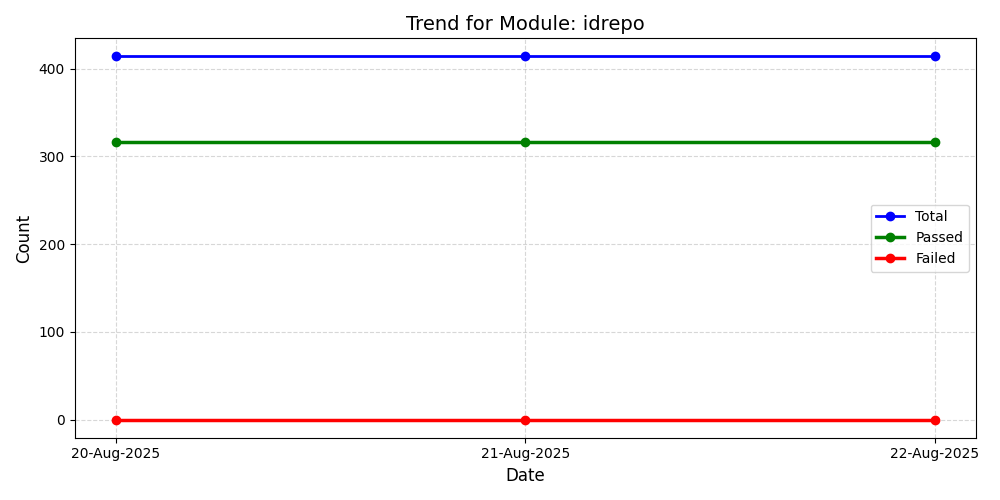 Trend for Module: idrepo
400
300
200
100
0
Count
Total
Passed
Failed
20-Aug-2025
21-Aug-2025
22-Aug-2025
Date